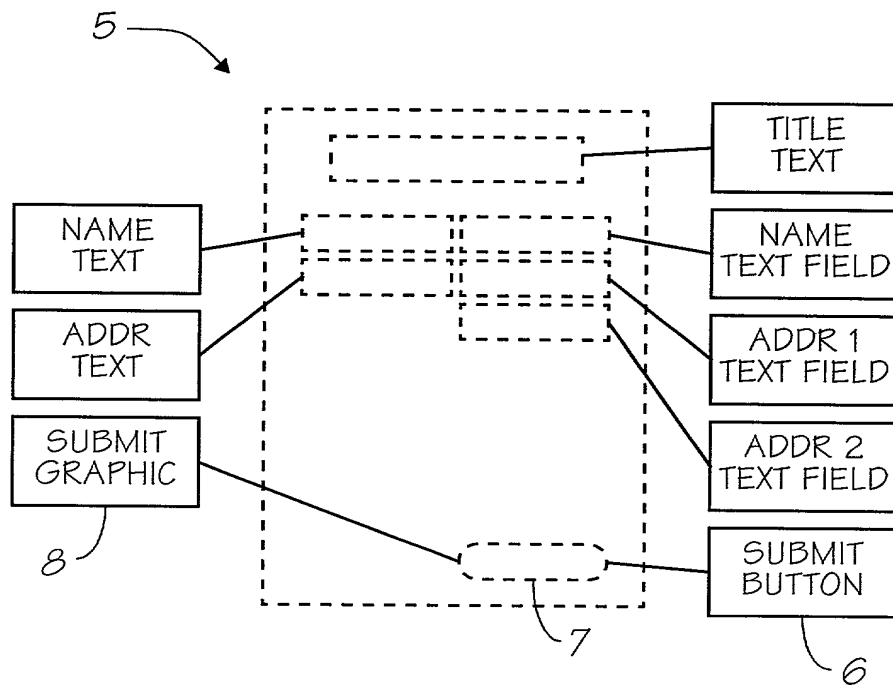 5
TITLE
TEXT
NAME
TEXT
NAME
TEXT FIELD
ADDR
TEXT
ADDR 1
TEXT FIELD
SUBMIT
GRAPHIC
ADDR 2
TEXT FIELD
8
SUBMIT
BUTTON
7
6